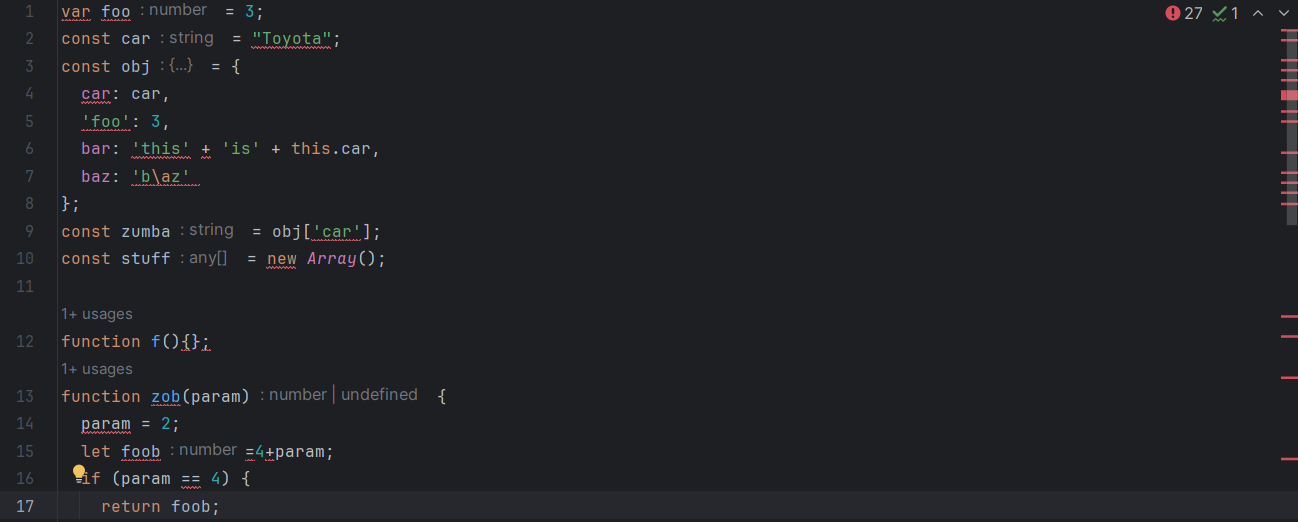 1 var foo : number = 3; 27 1
2 const car : string = "Toyota";
3 const obj : {...} = {
4 car: car,
5 'foo': 3,
6 bar: 'this' + 'is' + this.car,
7 baz: 'b\az'
8 };
9 const zumba : string = obj['car'];
10 const stuff : any[] = new Array();
11
1+ usages
12 function f(){};
1+ usages
13 function zob(param) : number | undefined {
14 param = 2;
15 let foob : number =4+param;
16 if (param == 4) {
17 return foob;